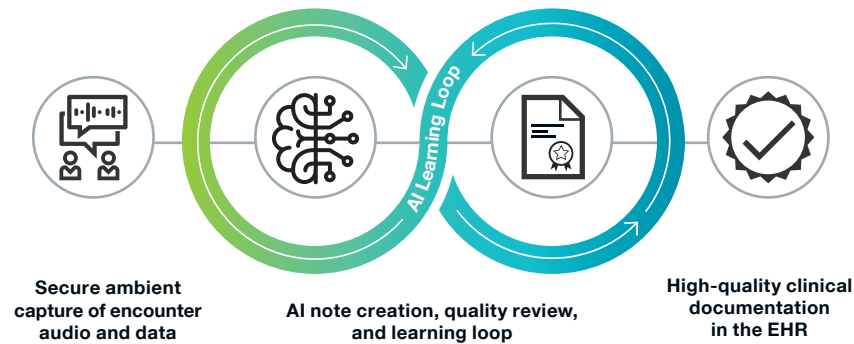 AI Learning Loop
Secure ambient
capture of encounter
audio and data
AI note creation, quality review,
and learning loop
High-quality clinical
documentation
in the EHR